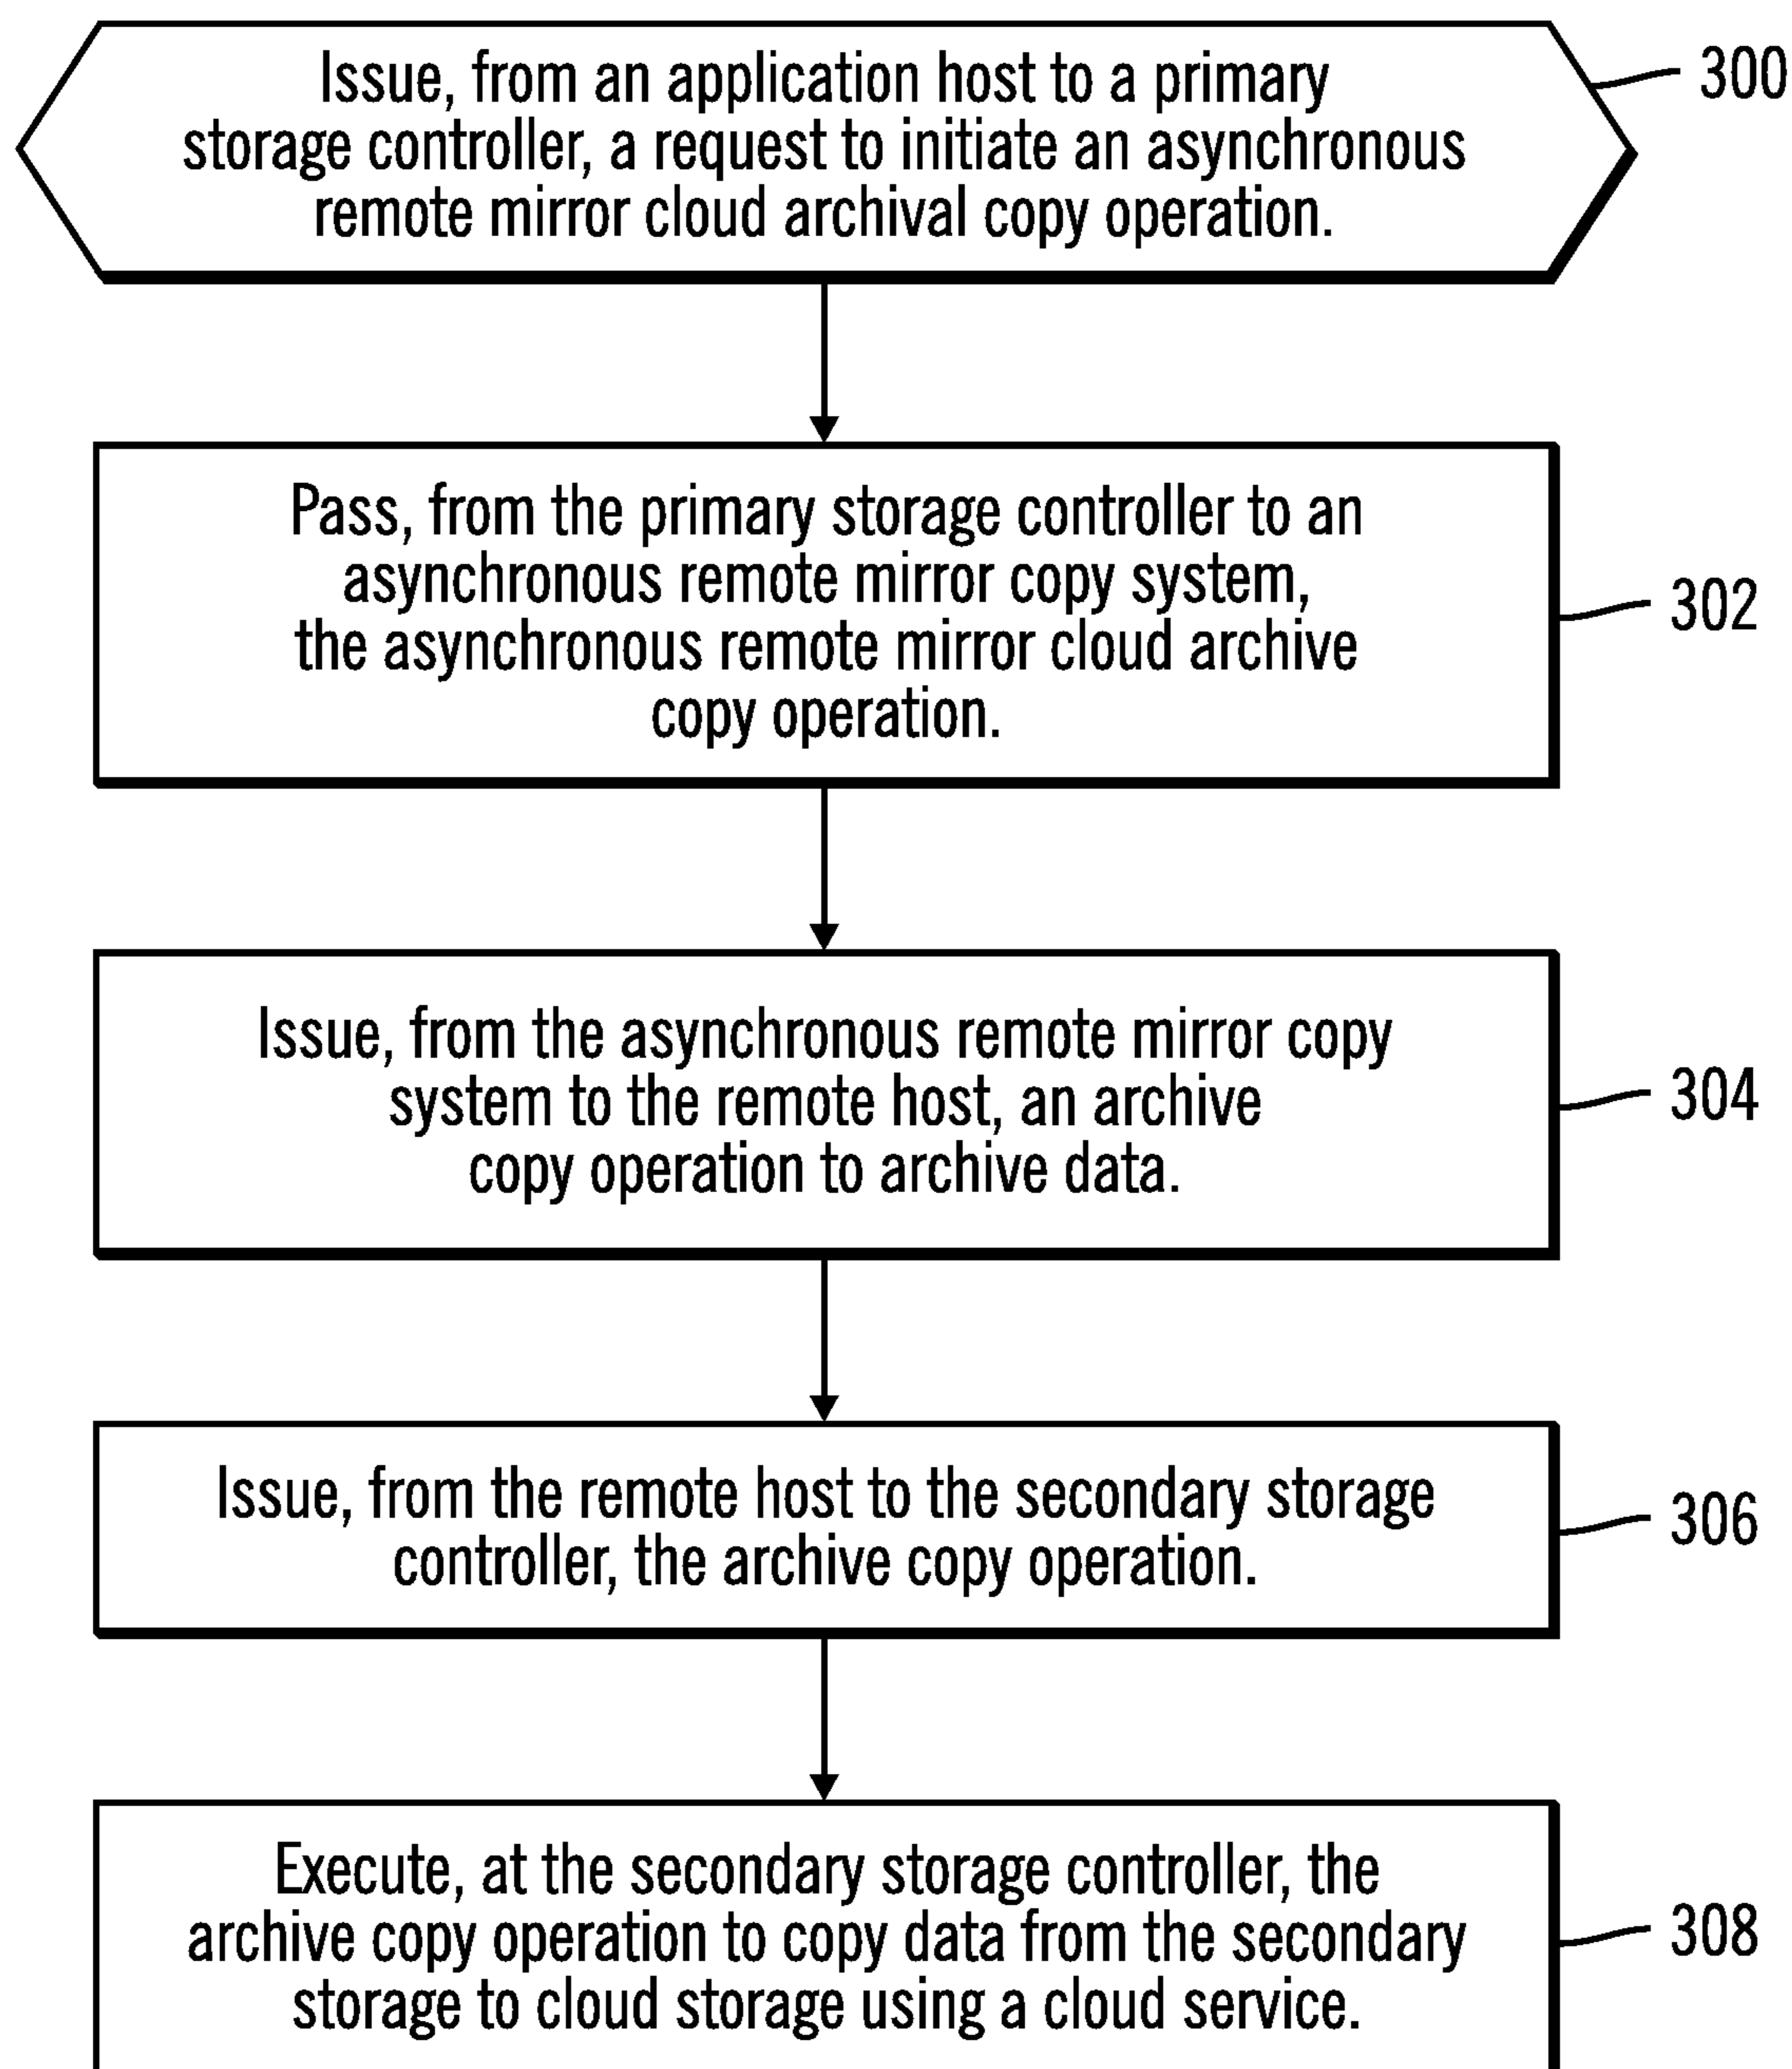 Issue, from an application host to a primary
storage controller, a request to initiate an asynchronous
remote mirror cloud archival copy operation.
300
Pass, from the primary storage controller to an
asynchronous remote mirror copy system,
the asynchronous remote mirror cloud archive
copy operation.
302
Issue, from the asynchronous remote mirror copy
system to the remote host, an archive
copy operation to archive data.
304
Issue, from the remote host to the secondary storage
controller, the archive copy operation.
306
Execute, at the secondary storage controller, the
archive copy operation to copy data from the secondary
storage to cloud storage using a cloud service.
308